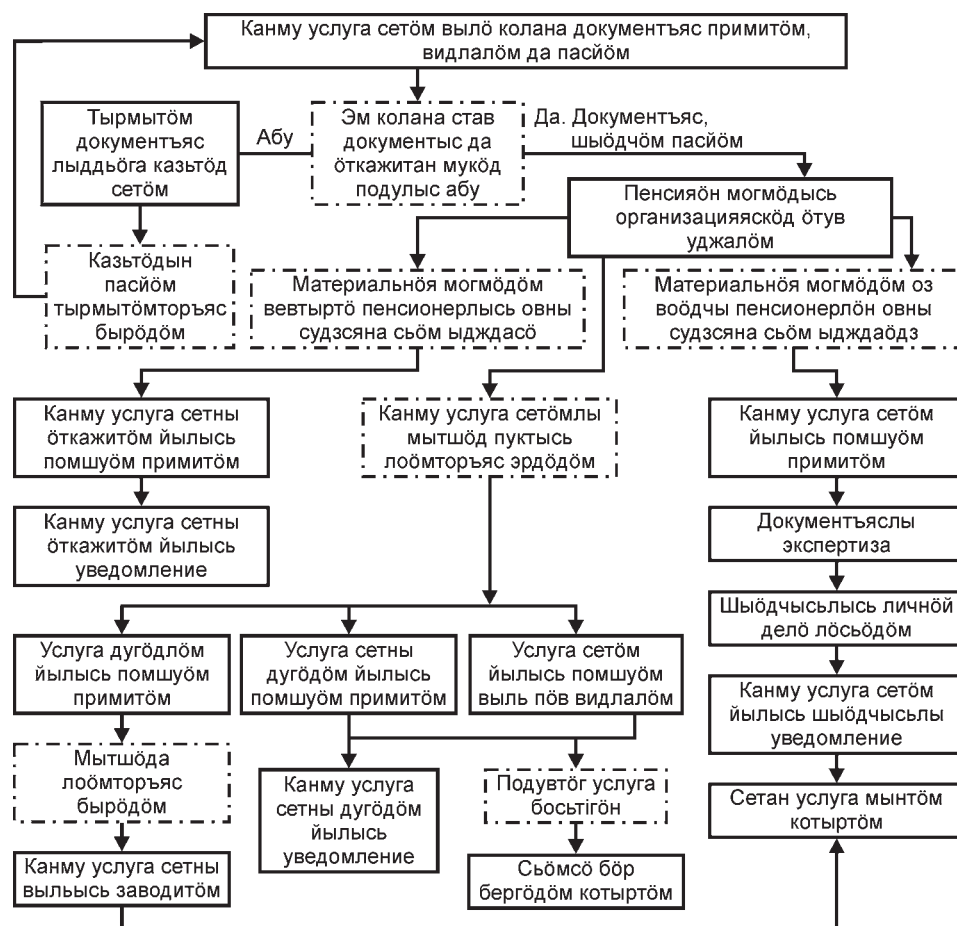 Канму услуга сетӧм вылӧ колана документъяс примитӧм,
видлалӧм да пасйӧм
Тырмытӧм
документъяс
лыддьӧга казьтӧд
сетӧм
Абу
Эм колана став
документыс да
ӧткажитан мукӧд
подулыс абу
Да. Документъяс,
шыӧдчӧм пасйӧм
Пенсияӧн могмӧдысь
организацияяскӧд ӧтув
уджалӧм
Казьтӧдын
пасйӧм
тырмытӧмторъяс
бырӧдӧм
Материальнӧя могмӧдӧм
вевтыртӧ пенсионерлысь овны
судзсяна сьӧм ыдждасӧ
Материальнӧя могмӧдӧм оз
воӧдчы пенсионерлӧн овны
судзсяна сьӧм ыдждаӧдз
Канму услуга сетны
ӧткажитӧм йылысь
помшуӧм примитӧм
Канму услуга сетӧмлы
мытшӧд пуктысь
лоӧмторъяс эрдӧдӧм
Канму услуга сетӧм
йылысь помшуӧм
примитӧм
Канму услуга сетны
ӧткажитӧм йылысь
уведомление
Документъяслы
экспертиза
Шыӧдчысьлысь личнӧй
делӧ лӧсьӧдӧм
Услуга дугӧдлӧм
йылысь помшуӧм
примитӧм
Услуга сетны
дугӧдӧм йылысь
помшуӧм примитӧм
Услуга сетӧм
йылысь помшуӧм
выль пӧв видлалӧм
Канму услуга сетӧм
йылысь шыӧдчысьлы
уведомление
Мытшӧда
лоӧмторъяс
бырӧдӧм
Канму услуга
сетны дугӧдӧм
йылысь
уведомление
Подувтӧг услуга
босьтігӧн
Сетан услуга мынтӧм
котыртӧм
Канму услуга сетны
выльысь заводитӧм
Сьӧмсӧ бӧр
бергӧдӧм котыртӧм